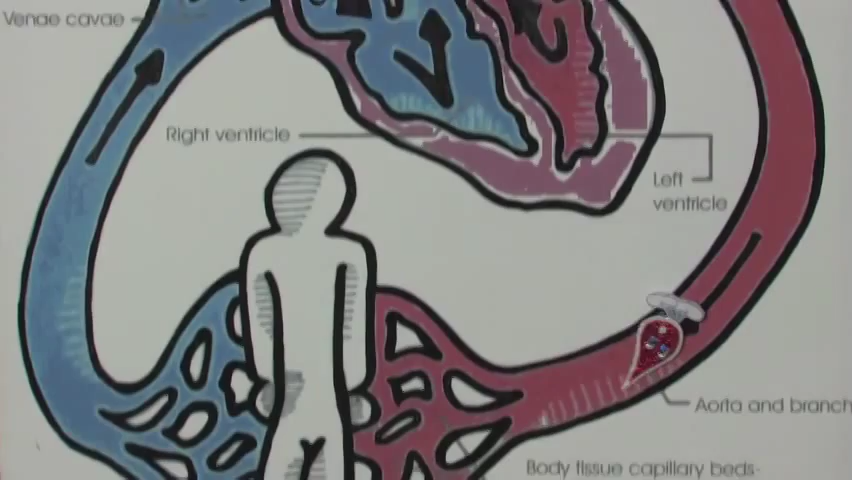 Venae cavae
Right ventricle
Left
ventricle
Aorta and branch
Body tissue capillary beds-